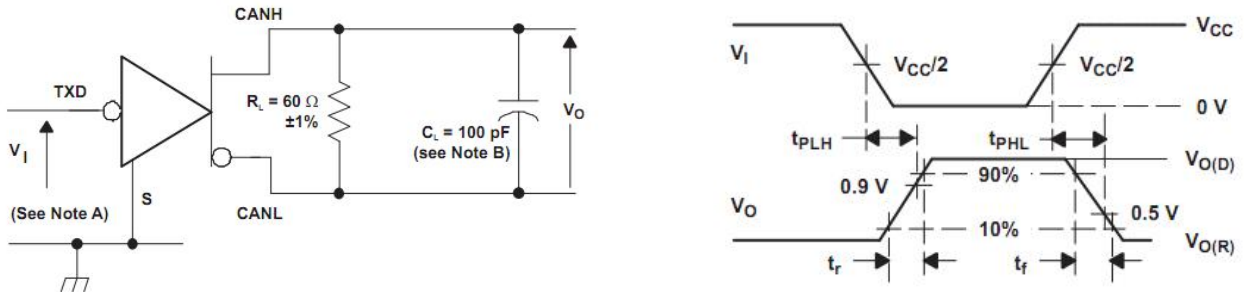 CANH
TXD
R_L = 60 Ω
±1%
C_L = 100 pF
(see Note B)
V_O
V_I
(See Note A)
S
CANL
V_I
V_CC/2
V_CC/2
V_CC
0 V
t_PLH
t_PHL
V_O(D)
90%
0.9 V
V_O
0.5 V
10%
V_O(R)
t_r
t_f